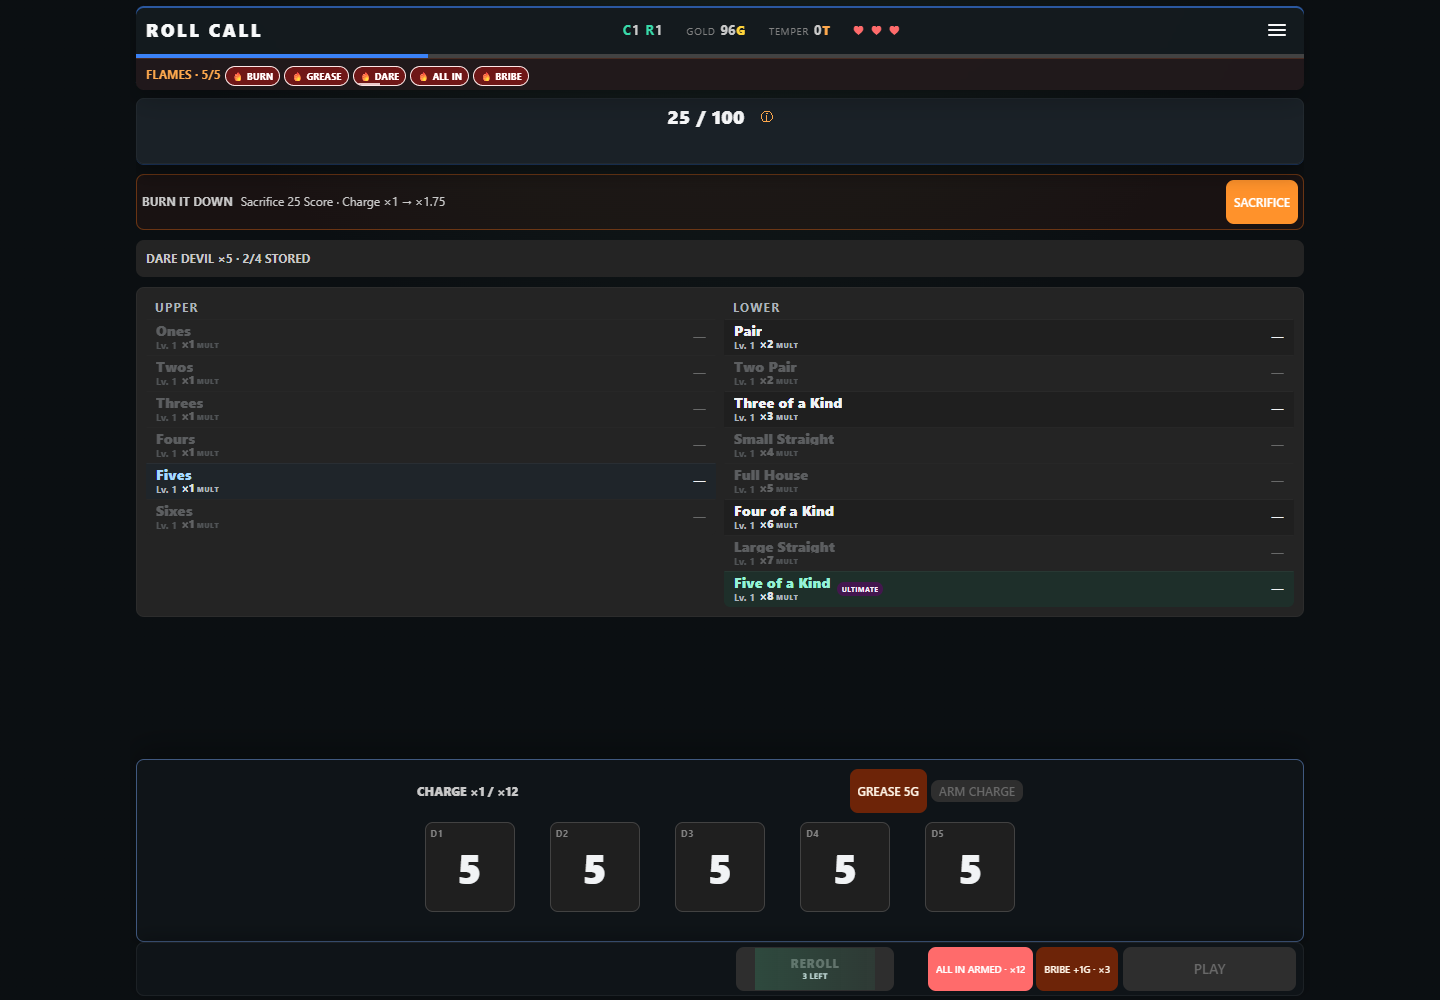 ROLL CALL
C1 R1 GOLD 96G TEMPER 0T
FLAMES · 5/5 BURN GREASE DARE ALL IN BRIBE
25 / 100
BURN IT DOWN Sacrifice 25 Score · Charge ×1 → ×1.75 SACRIFICE
DARE DEVIL ×5 · 2/4 STORED
UPPER
Ones —
Lv. 1 ×1 MULT
Twos —
Lv. 1 ×1 MULT
Threes —
Lv. 1 ×1 MULT
Fours —
Lv. 1 ×1 MULT
Fives —
Lv. 1 ×1 MULT
Sixes —
Lv. 1 ×1 MULT
LOWER
Pair —
Lv. 1 ×2 MULT
Two Pair —
Lv. 1 ×2 MULT
Three of a Kind —
Lv. 1 ×3 MULT
Small Straight —
Lv. 1 ×4 MULT
Full House —
Lv. 1 ×5 MULT
Four of a Kind —
Lv. 1 ×6 MULT
Large Straight —
Lv. 1 ×7 MULT
Five of a Kind ULTIMATE —
Lv. 1 ×8 MULT
CHARGE ×1 / ×12 GREASE 5G ARM CHARGE
D1 D2 D3 D4 D5
5 5 5 5 5
REROLL
3 LEFT
ALL IN ARMED · ×12 BRIBE +1G · ×3 PLAY